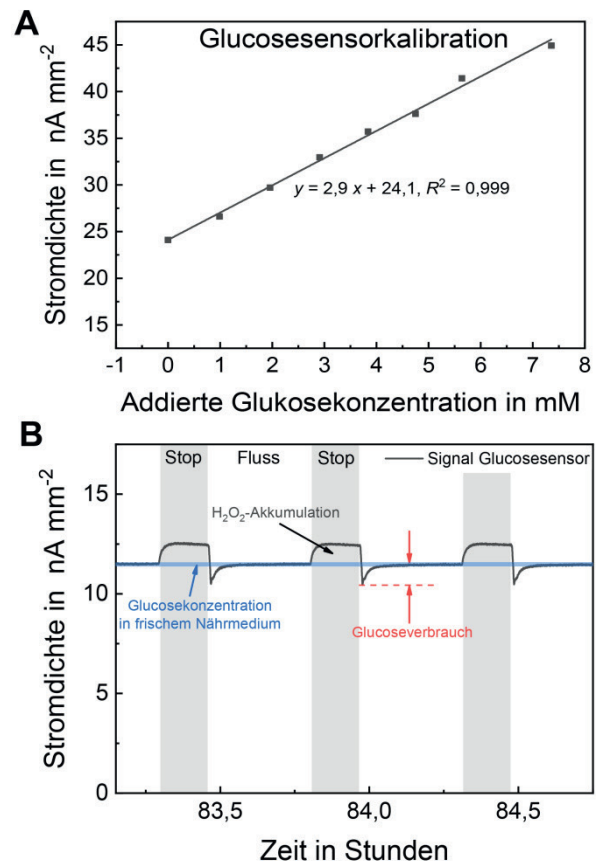 A
Glucosesensorkalibration
Stromdichte in nA mm⁻²
45
40
35
30
25
20
15
y = 2,9 x + 24,1, R² = 0,999
-1 0 1 2 3 4 5 6 7 8
Addierte Glukosekonzentration in mM
B
Stop Fluss Stop Signal Glucosesensor
H₂O₂-Akkumulation
Glucosekonzentration
in frischem Nährmedium
Glucoseverbrauch
Stromdichte in nA mm⁻²
15
10
5
0
83,5 84,0 84,5
Zeit in Stunden